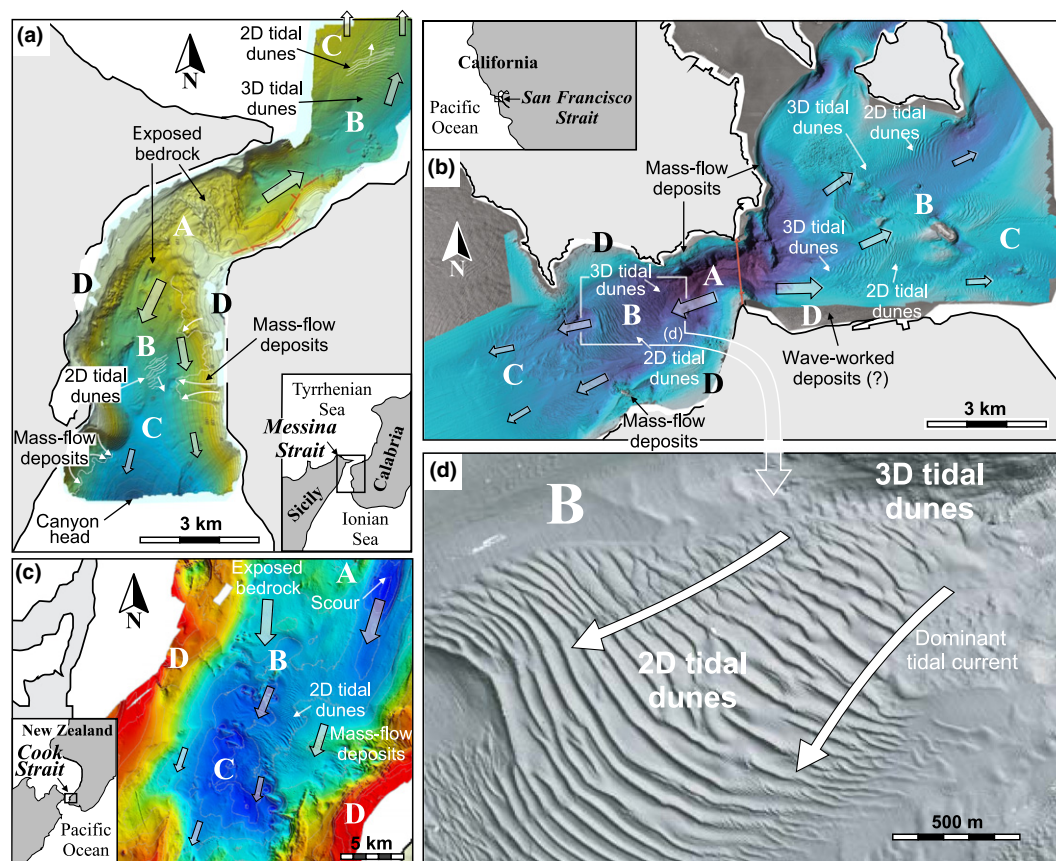 (a)
2D tidal
dunes
C
N
3D tidal
dunes
B
Exposed
bedrock
A
D
D
B
Mass-flow
deposits
2D tidal
dunes
C
Mass-flow
deposits
Canyon
head
3 km
Tyrrhenian
Sea
Messina
Strait
Calabria
Sicily
Ionian
Sea
(b)
California
Pacific
Ocean
San Francisco
Strait
3D tidal
dunes
2D tidal
dunes
Mass-flow
deposits
B
N
D
A
3D tidal
dunes
C
3D tidal
dunes
B
(d)
2D tidal
dunes
C
2D tidal
dunes
D
D
Wave-worked
deposits (?)
Mass-flow
deposits
3 km
(c)
N
Exposed
bedrock
A
Scour
B
D
2D tidal
dunes
Mass-flow
deposits
C
D
New Zealand
Cook
Strait
Pacific
Ocean
5 km
(d)
B
3D tidal
dunes
2D tidal
dunes
Dominant
tidal current
500 m